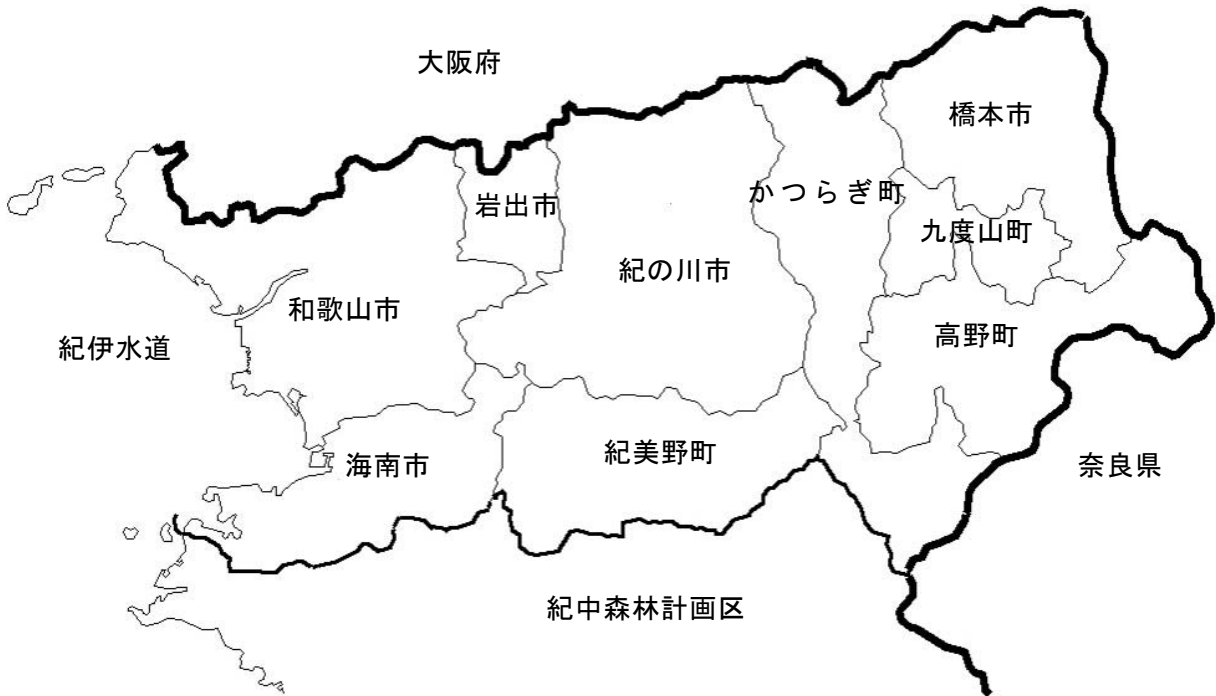 大阪府
橋本市
かつらぎ町
岩出市
九度山町
紀の川市
和歌山市
高野町
紀伊水道
紀美野町
海南市
奈良県
紀中森林計画区